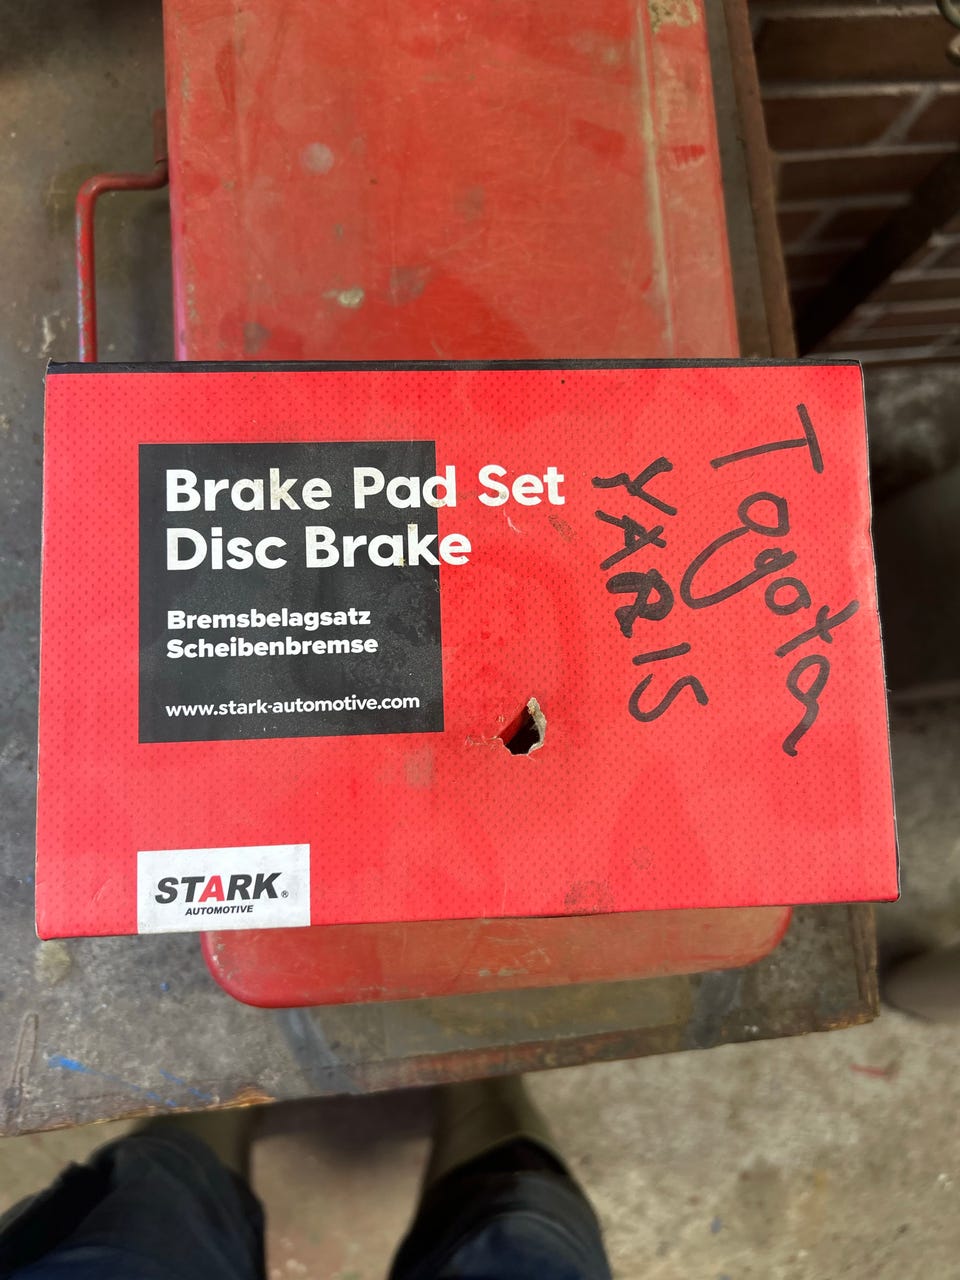 Brake Pad Set
Disc Brake
Bremsbelagsatz
Scheibenbremse
www.stark-automotive.com
STARK®
AUTOMOTIVE
Toyota
YARIS